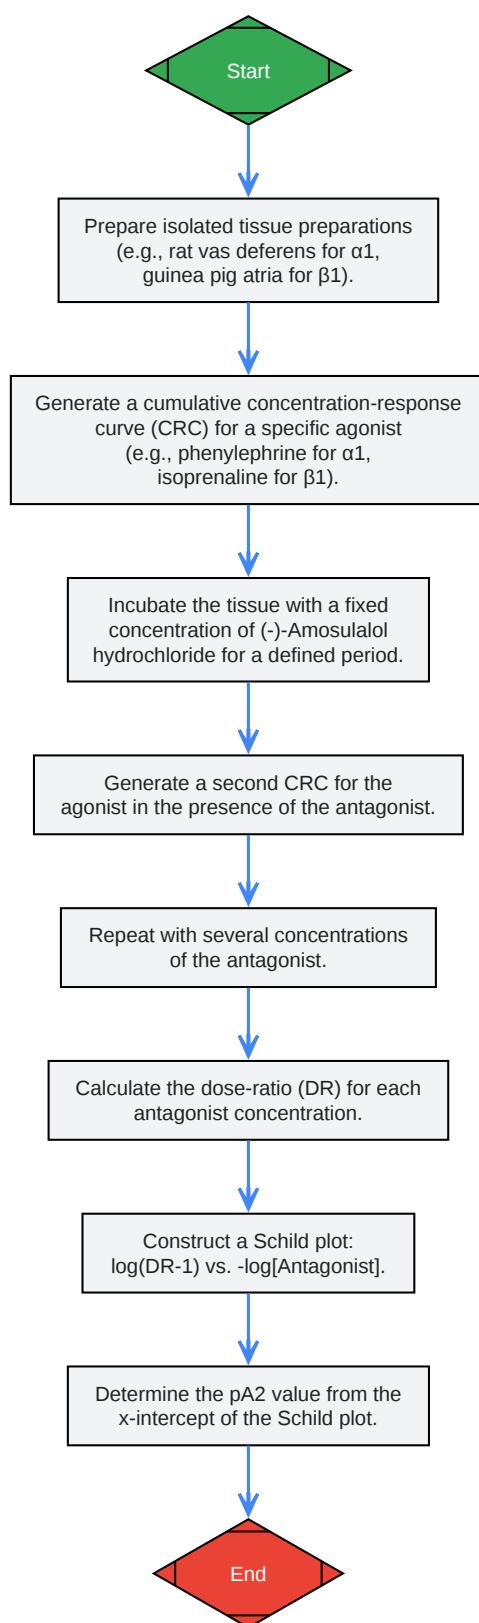 Start
Prepare isolated tissue preparations
(e.g., rat vas deferens for α1,
guinea pig atria for β1).
Generate a cumulative concentration-response
curve (CRC) for a specific agonist
(e.g., phenylephrine for α1,
isoprenaline for β1).
Incubate the tissue with a fixed
concentration of (-)-Amosulalol
hydrochloride for a defined period.
Generate a second CRC for the
agonist in the presence of the antagonist.
Repeat with several concentrations
of the antagonist.
Calculate the dose-ratio (DR) for each
antagonist concentration.
Construct a Schild plot:
log(DR-1) vs. -log[Antagonist].
Determine the pA2 value from the
x-intercept of the Schild plot.
End